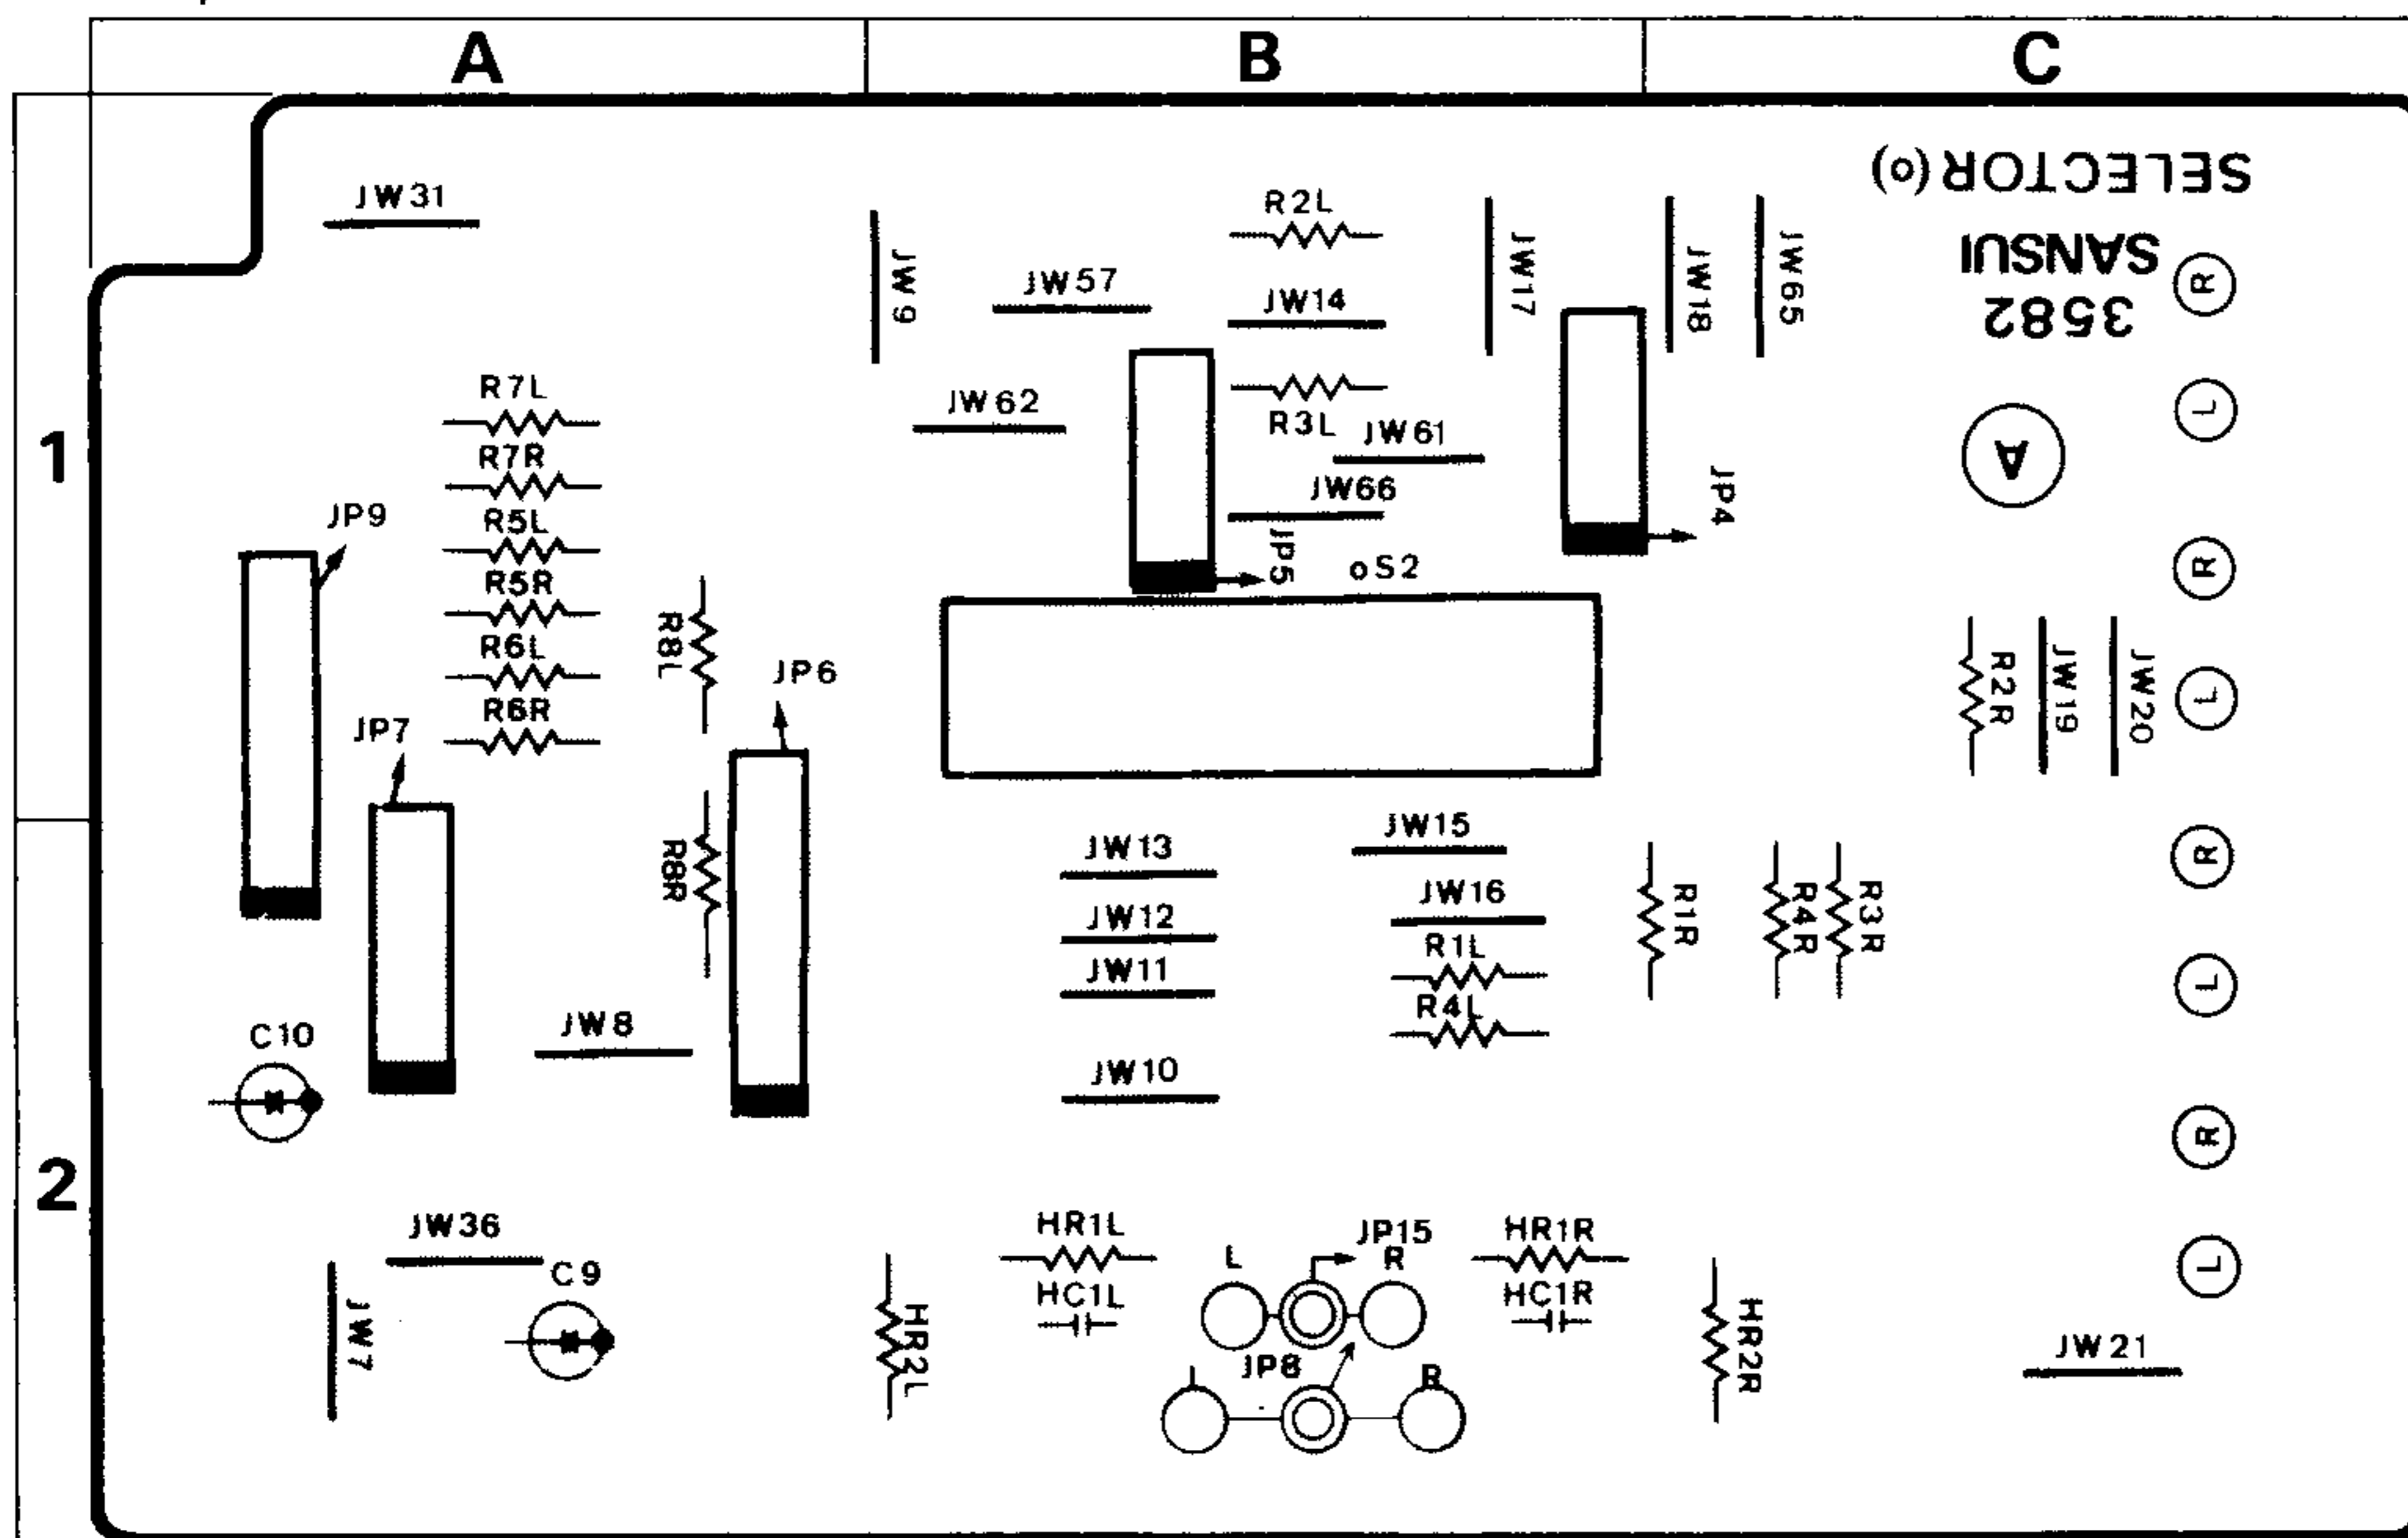 A B C
1
2
SELECTOR (o)
SANSUI
3582
A
JW31
JW9
JW57
R2L
JW14
JW17
JW18
JW65
R
R7L
JW62
R3L
JW61
L
R7R
JW66
JP4
JP9
R5L
JP5
S2
R
R5R
R6L
R8L
JP6
R6R
JP7
R2R
JW19
JW20
L
JW13
JW15
R8R
JW12
JW16
R1R
R4R
R3R
R
JW11
R1L
R4L
L
C10
JW8
JW10
R
JW36
HR1L
L
JP15
R
HR1R
L
C9
HC1L
HC1R
JW7
HR2L
JP8
HR2R
JW21
L
R